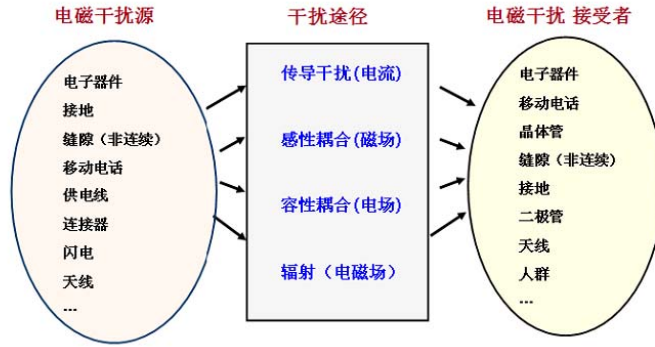 电磁干扰源
干扰途径
电磁干扰 接受者
电子器件
接地
缝隙（非连续）
移动电话
供电线
连接器
闪电
天线
...
传导干扰(电流)
感性耦合(磁场)
容性耦合(电场)
辐射（电磁场）
电子器件
移动电话
晶体管
缝隙（非连续）
接地
二极管
天线
人群
...